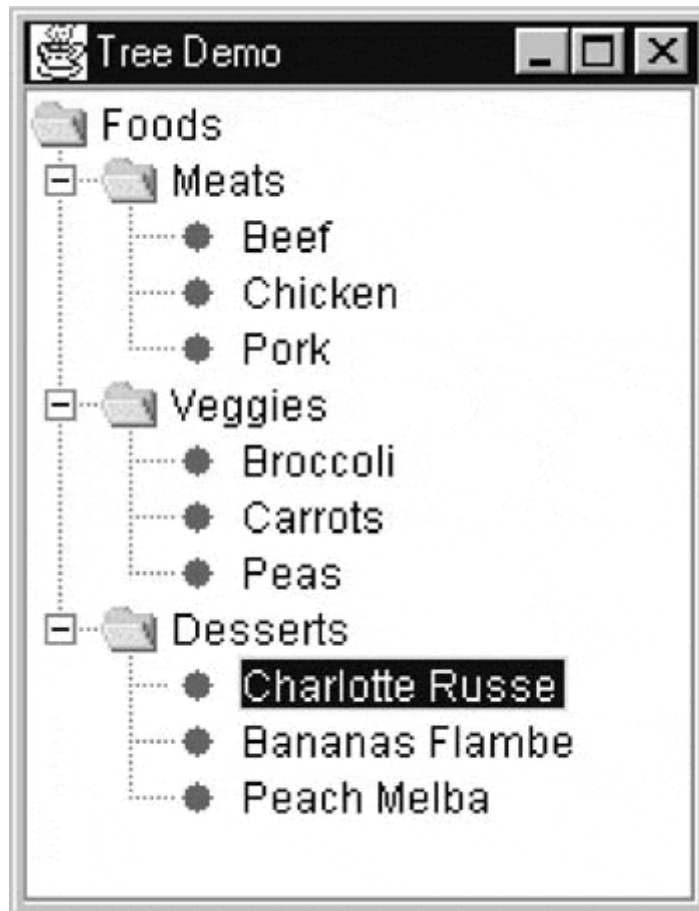 Tree Demo
Foods
Meats
Beef
Chicken
Pork
Veggies
Broccoli
Carrots
Peas
Desserts
Charlotte Russe
Bananas Flambe
Peach Melba